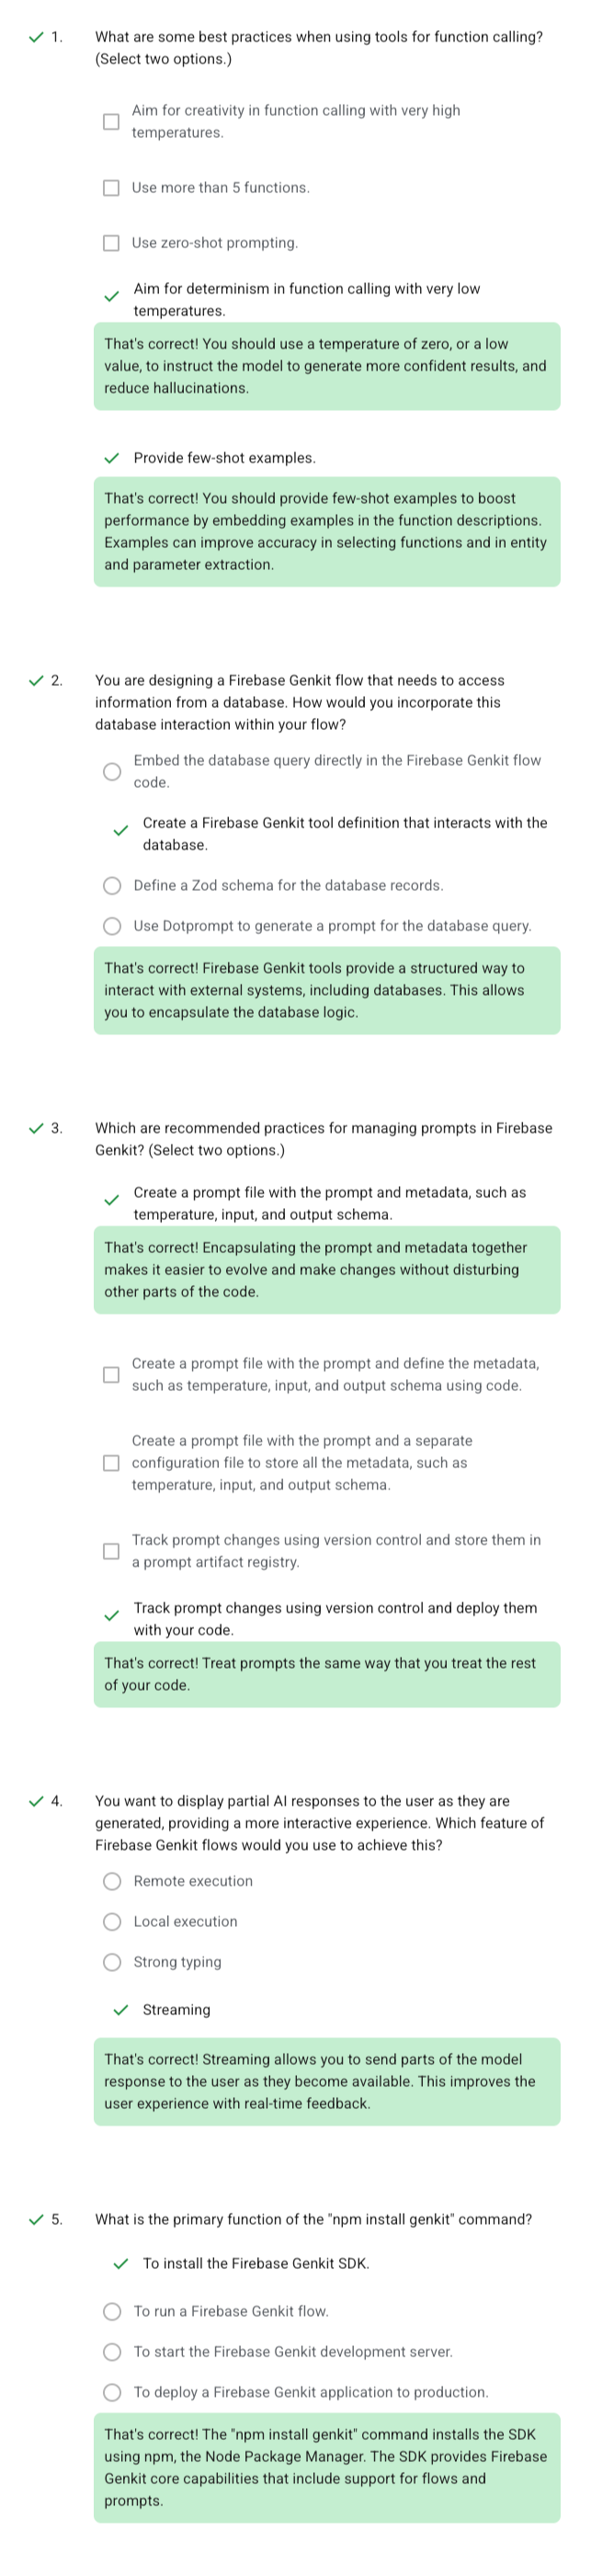 1. What are some best practices when using tools for function calling?
(Select two options.)
Aim for creativity in function calling with very high
temperatures.
Use more than 5 functions.
Use zero-shot prompting.
Aim for determinism in function calling with very low
temperatures.
That's correct! You should use a temperature of zero, or a low
value, to instruct the model to generate more confident results, and
reduce hallucinations.
Provide few-shot examples.
That's correct! You should provide few-shot examples to boost
performance by embedding examples in the function descriptions.
Examples can improve accuracy in selecting functions and in entity
and parameter extraction.
2. You are designing a Firebase Genkit flow that needs to access
information from a database. How would you incorporate this
database interaction within your flow?
Embed the database query directly in the Firebase Genkit flow
code.
Create a Firebase Genkit tool definition that interacts with the
database.
Define a Zod schema for the database records.
Use Dotprompt to generate a prompt for the database query.
That's correct! Firebase Genkit tools provide a structured way to
interact with external systems, including databases. This allows
you to encapsulate the database logic.
3. Which are recommended practices for managing prompts in Firebase
Genkit? (Select two options.)
Create a prompt file with the prompt and metadata, such as
temperature, input, and output schema.
That's correct! Encapsulating the prompt and metadata together
makes it easier to evolve and make changes without disturbing
other parts of the code.
Create a prompt file with the prompt and define the metadata,
such as temperature, input, and output schema using code.
Create a prompt file with the prompt and a separate
configuration file to store all the metadata, such as
temperature, input, and output schema.
Track prompt changes using version control and store them in
a prompt artifact registry.
Track prompt changes using version control and deploy them
with your code.
That's correct! Treat prompts the same way that you treat the rest
of your code.
4. You want to display partial AI responses to the user as they are
generated, providing a more interactive experience. Which feature of
Firebase Genkit flows would you use to achieve this?
Remote execution
Local execution
Strong typing
Streaming
That's correct! Streaming allows you to send parts of the model
response to the user as they become available. This improves the
user experience with real-time feedback.
5. What is the primary function of the "npm install genkit" command?
To install the Firebase Genkit SDK.
To run a Firebase Genkit flow.
To start the Firebase Genkit development server.
To deploy a Firebase Genkit application to production.
That's correct! The "npm install genkit" command installs the SDK
using npm, the Node Package Manager. The SDK provides Firebase
Genkit core capabilities that include support for flows and
prompts.